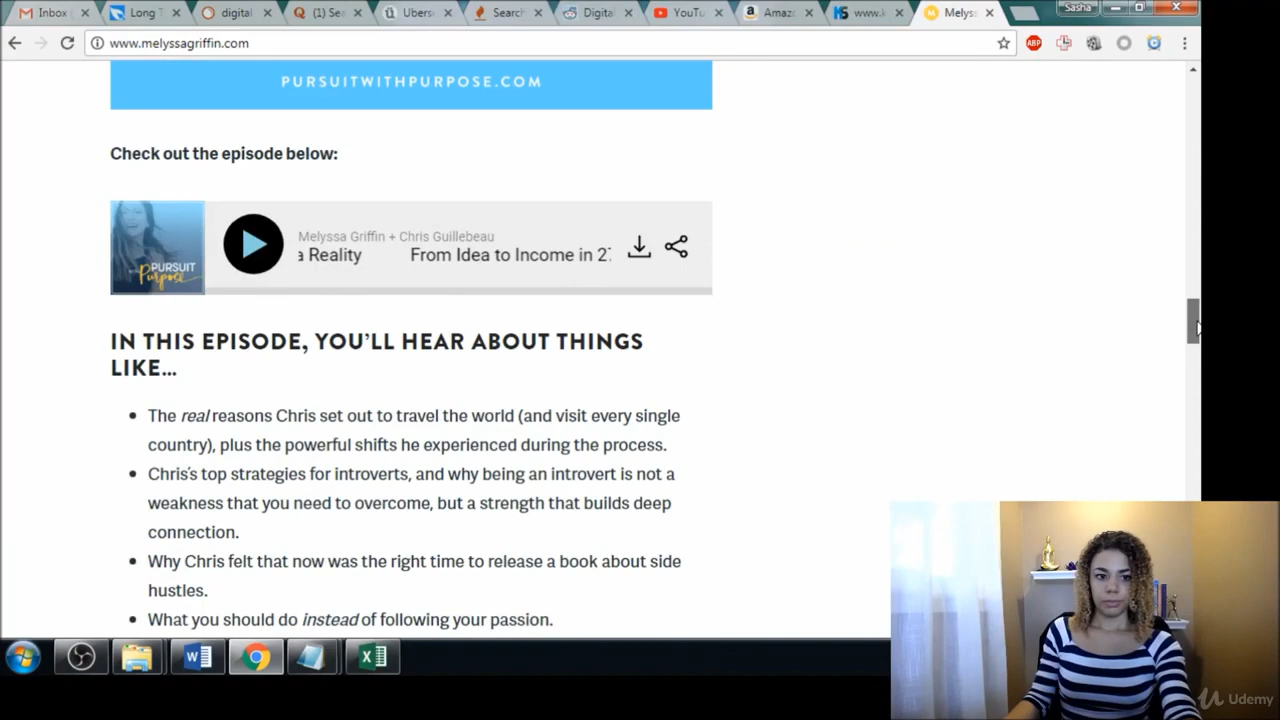 Inbox
Long T
digital
(1) Sea
Ubers
Search
Digita
YouTu
Amaz
www.k
Melyss
Sasha
www.melyssagriffin.com
ABP
PURSUITWITHPURPOSE.COM
Check out the episode below:
Melyssa Griffin + Chris Guillebeau
a Reality From Idea to Income in 27
PURSUIT
WITH Purpose
IN THIS EPISODE, YOU'LL HEAR ABOUT THINGS
LIKE…
The real reasons Chris set out to travel the world (and visit every single
country), plus the powerful shifts he experienced during the process.
Chris's top strategies for introverts, and why being an introvert is not a
weakness that you need to overcome, but a strength that builds deep
connection.
Why Chris felt that now was the right time to release a book about side
hustles.
What you should do instead of following your passion.
Udemy